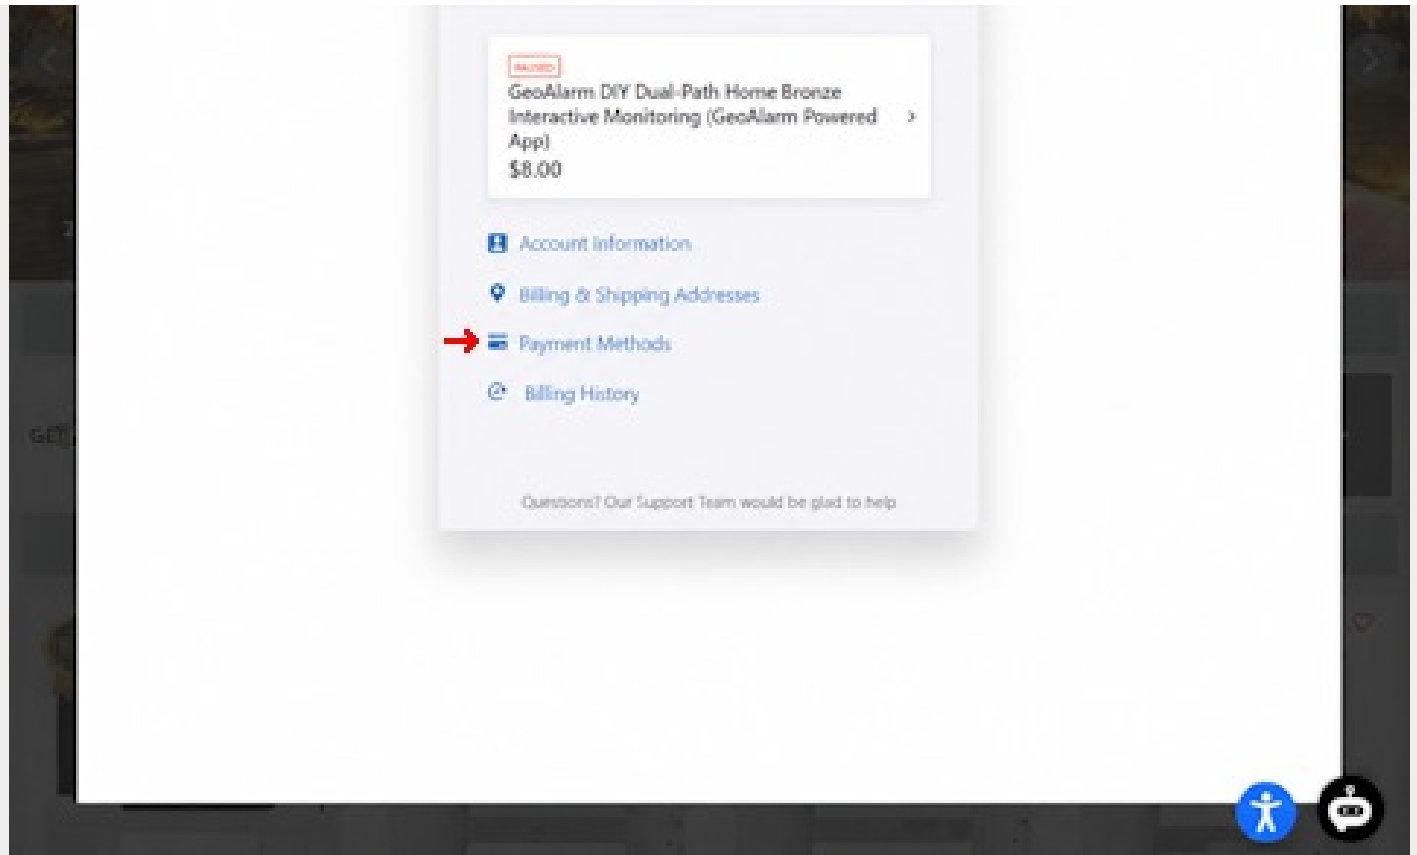 PAUSED
GeoAlarm DIY Dual-Path Home Bronze
Interactive Monitoring (GeoAlarm Powered
App)
$8.00
Account Information
Billing & Shipping Addresses
Payment Methods
Billing History
Questions? Our Support Team would be glad to help